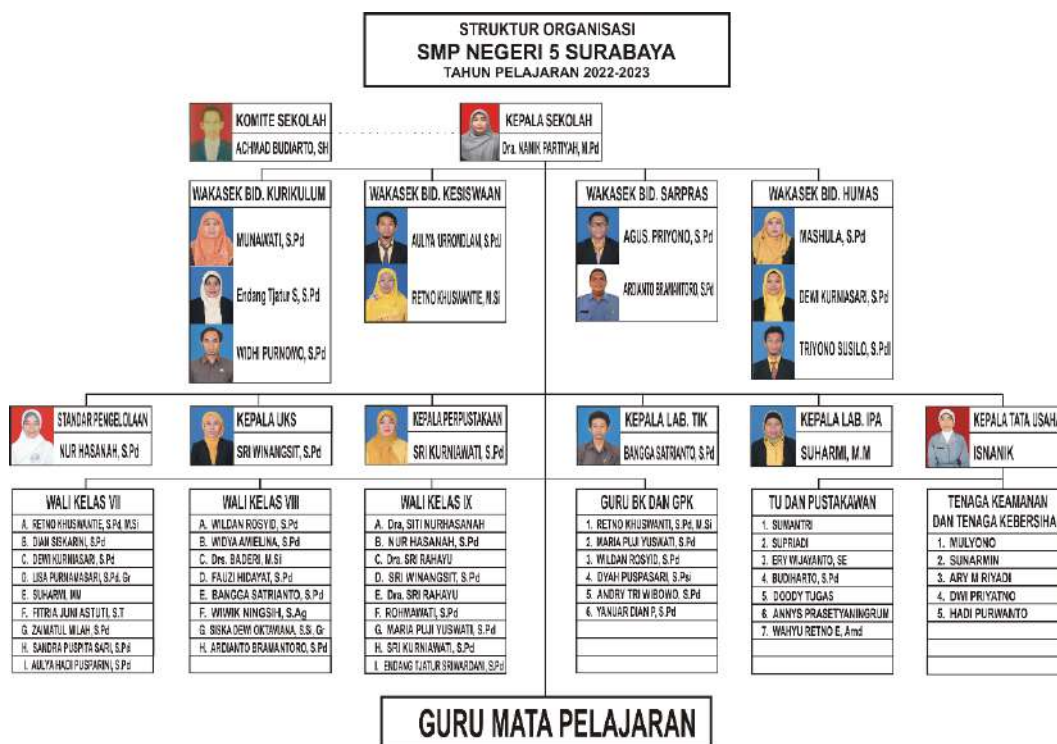 STRUKTUR ORGANISASI
SMP NEGERI 5 SURABAYA
TAHUN PELAJARAN 2022-2023
KOMITE SEKOLAH
ACHMAD BUDIARTO, SH
KEPALA SEKOLAH
Dra. NANIK PARTIYAH, M.Pd
WAKASEK BID. KURIKULUM
MUNAWATI, S.Pd
Endang Tjatur S, S.Pd
WIDHI PURNOMO, S.Pd
WAKASEK BID. KESISWAAN
AULIYA
RETNO KHUSWANTIE, M.Si
WAKASEK BID. SARPRAS
AGUS. PRIYONO, S.Pd
ARDIANTO BRAMANTORO, S.Pd
WAKASEK BID. HUMAS
MASHULA, S.Pd
DEWI KURNIASARI, S.Pd
TRIYONO SUSILO, S.PdI
STANDAR PENGELOLAAN
NUR HASANAH, S.Pd
KEPALA UKS
SRI WINANGSIT, S.Pd
KEPALA PERPUSTAKAAN
SRI KURNIAWATI, S.Pd
KEPALA LAB. TIK
BANGGA SATRIANTO, S.Pd
KEPALA LAB. IPA
SUHARMI, M.M
KEPALA TATA USAHA
ISNANIK
WALI KELAS VII
A. RETNO KHUSWANTIE, S.Pd, M.Si
B. DIAN SISKARINI, S.Pd
C. DEWI KURNIASARI, S.Pd
D. LISA PURNAMASARI, S.Pd, Gr
E. SUHARMI, MM
F. FITRIA JUNI ASTUTI, S.T
G. ZAIMATUL MILAH, S.Pd
H. SANDRA PUSPITA SARI, S.Pd
I. AULYA HADI PUSPARINI, S.Pd
WALI KELAS VIII
A. WILDAN ROSYID, S.Pd
B. WIDYA AMELINA, S.Pd
C. Drs. BADERI, M.Si
D. FAUZI HIDAYAT, S.Pd
E. BANGGA SATRIANTO, S.Pd
F. WIWIK NINGSIH, S.Ag
G. SISKA DEWI OKTAVIANA, S.Si, Gr
H. ARDIANTO BRAMANTORO, S.Pd
WALI KELAS IX
A. Dra, SITI NURHASANAH
B. NUR HASANAH, S.Pd
C. Dra. SRI RAHAYU
D. SRI WINANGSIT, S.Pd
E. Dra. SRI RAHAYU
F. ROHMAWATI, S.Pd
G. MARIA PUJI YUSWATI, S.Pd
H. SRI KURNIAWATI, S.Pd
I. ENDANG TJATUR SRIWARDANI, S.Pd
GURU BK DAN GPK
1. RETNO KHUSWANTI, S.Pd, M.Si
2. MARIA PUJI YUSWATI, S.Pd
3. WILDAN ROSYID, S.Pd
4. DYAH PUSPASARI, S.Psi
5. ANDRY TRI WIBOWO, S.Pd
6. YANUAR DIAN P, S.Pd
TU DAN PUSTAKAWAN
1. SUMANTRI
2. SUPRIADI
3. ERY WIJAYANTO, SE
4. BUDIHARTO, S.Pd
5. DODDY TUGAS
6. ANNYS PRASETYANINGRUM
7. WAHYU RETNO E, Amd
TENAGA KEAMANAN
DAN TENAGA KEBERSIHAN
1. MULYONO
2. SUNARMIN
3. ARY M RIYADI
4. DWI PRIYATNO
5. HADI PURWANTO
GURU MATA PELAJARAN